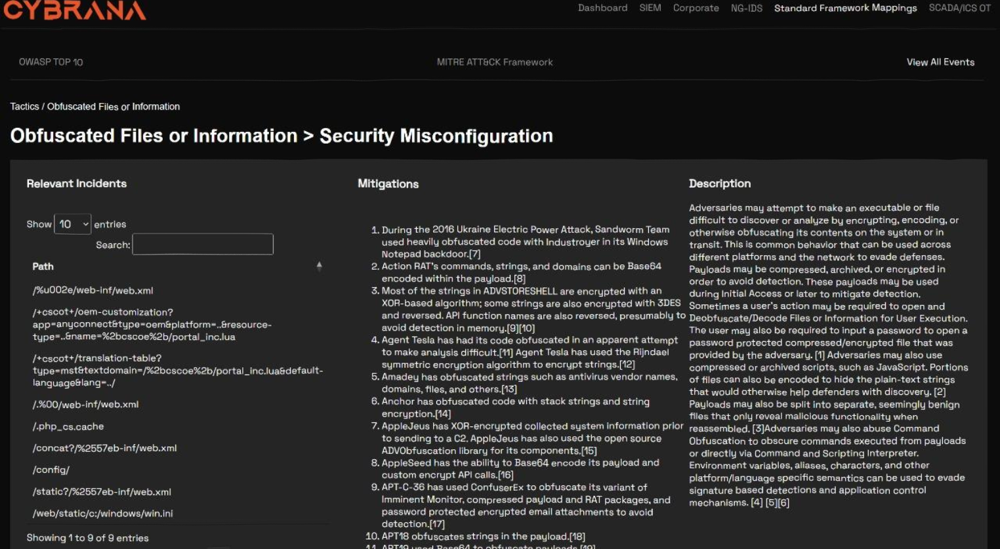 CYBRANA
Dashboard SIEM Corporate NG-IDS Standard Framework Mappings SCADA/ICS OT
OWASP TOP 10
MITRE ATT&CK Framework
View All Events
Tactics / Obfuscated Files or Information
Obfuscated Files or Information > Security Misconfiguration
Relevant Incidents
Show 10 entries
Search:
Path
/%u002e/web-inf/web.xml
/+cscot+/oem-customization?
app=anyconnect&type=oem&platform=..&resource-
type=..&name=%2bcscoe%2b/portal_inc.lua
/+cscot+/translation-table?
type=mst&textdomain=/%2bcscoe%2b/portal_inc.lua&default-
language&lang=../
/.%00/web-inf/web.xml
/.php_cs.cache
/concat?/%2557eb-inf/web.xml
/config/
/static?/%2557eb-inf/web.xml
/web/static/c:/windows/win.ini
Showing 1 to 9 of 9 entries
Mitigations
1. During the 2016 Ukraine Electric Power Attack, Sandworm Team
used heavily obfuscated code with Industroyer in its Windows
Notepad backdoor.[7]
2. Action RAT's commands, strings, and domains can be Base64
encoded within the payload.[8]
3. Most of the strings in ADVSTORESHELL are encrypted with an
XOR-based algorithm; some strings are also encrypted with 3DES
and reversed. API function names are also reversed, presumably to
avoid detection in memory.[9][10]
4. Agent Tesla has had its code obfuscated in an apparent attempt
to make analysis difficult.[11] Agent Tesla has used the Rijndael
symmetric encryption algorithm to encrypt strings.[12]
5. Amadey has obfuscated strings such as antivirus vendor names,
domains, files, and others.[13]
6. Anchor has obfuscated code with stack strings and string
encryption.[14]
7. AppleJeus has XOR-encrypted collected system information prior
to sending to a C2. AppleJeus has also used the open source
ADVObfuscation library for its components.[15]
8. AppleSeed has the ability to Base64 encode its payload and
custom encrypt API calls.[16]
9. APT-C-36 has used ConfuserEx to obfuscate its variant of
Imminent Monitor, compressed payload and RAT packages, and
password protected encrypted email attachments to avoid
detection.[17]
10. APT18 obfuscates strings in the payload.[18]
11. APT19 used Base64 to obfuscate payloads.[19]
Description
Adversaries may attempt to make an executable or file
difficult to discover or analyze by encrypting, encoding, or
otherwise obfuscating its contents on the system or in
transit. This is common behavior that can be used across
different platforms and the network to evade defenses.
Payloads may be compressed, archived, or encrypted in
order to avoid detection. These payloads may be used
during Initial Access or later to mitigate detection.
Sometimes a user's action may be required to open and
Deobfuscate/Decode Files or Information for User Execution.
The user may also be required to input a password to open a
password protected compressed/encrypted file that was
provided by the adversary. [1] Adversaries may also use
compressed or archived scripts, such as JavaScript. Portions
of files can also be encoded to hide the plain-text strings
that would otherwise help defenders with discovery. [2]
Payloads may also be split into separate, seemingly benign
files that only reveal malicious functionality when
reassembled. [3]Adversaries may also abuse Command
Obfuscation to obscure commands executed from payloads
or directly via Command and Scripting Interpreter.
Environment variables, aliases, characters, and other
platform/language specific semantics can be used to evade
signature based detections and application control
mechanisms. [4] [5][6]